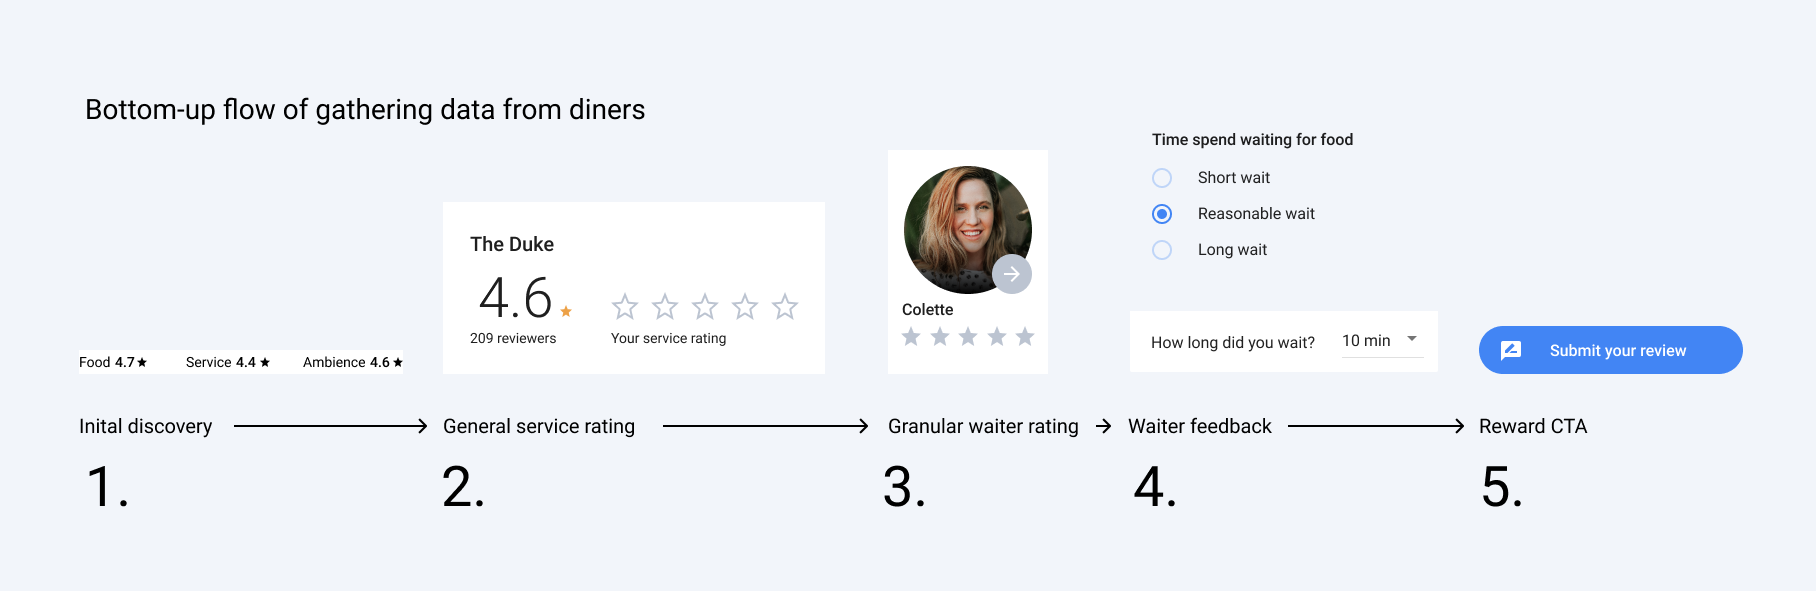 Bottom-up flow of gathering data from diners
Food 4.7★ Service 4.4★ Ambience 4.6★
The Duke
4.6★
209 reviewers
Your service rating
Colette
Time spend waiting for food
Short wait
Reasonable wait
Long wait
How long did you wait? 10 min
Submit your review
Inital discovery
General service rating
Granular waiter rating
Waiter feedback
Reward CTA
1.
2.
3.
4.
5.